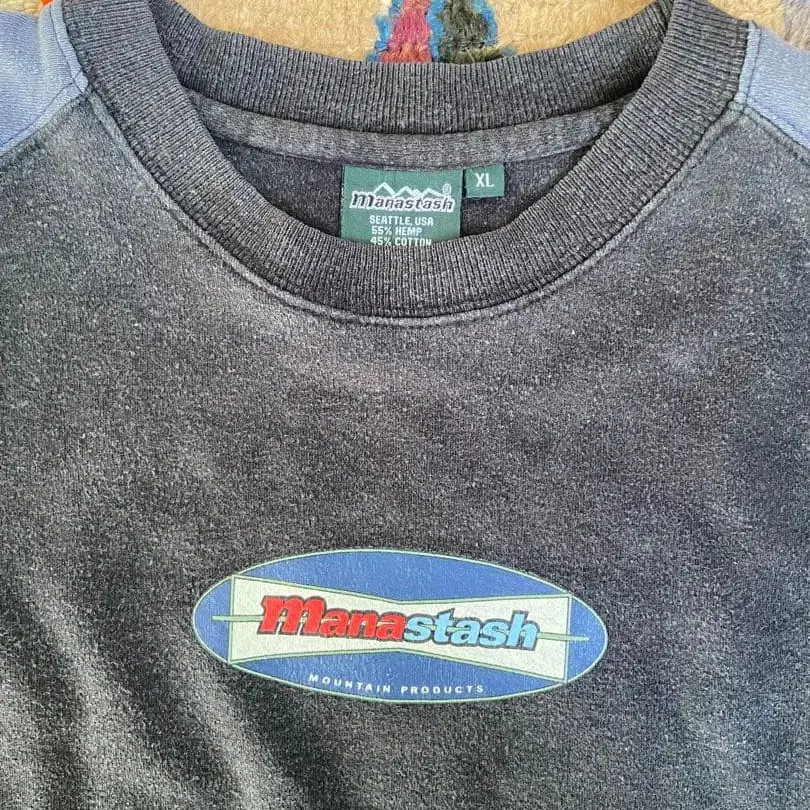 manastash®
XL
SEATTLE, USA
55% HEMP
45% COTTON
manastash
MOUNTAIN PRODUCTS